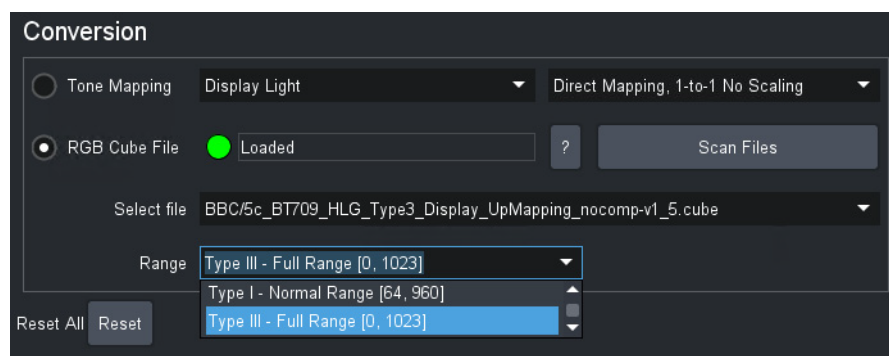 Conversion
Tone Mapping Display Light Direct Mapping, 1-to-1 No Scaling
RGB Cube File Loaded ? Scan Files
Select file BBC/5c_BT709_HLG_Type3_Display_UpMapping_nocomp-v1_5.cube
Range Type III - Full Range [0, 1023]
Type I - Normal Range [64, 960]
Type III - Full Range [0, 1023]
Reset All Reset